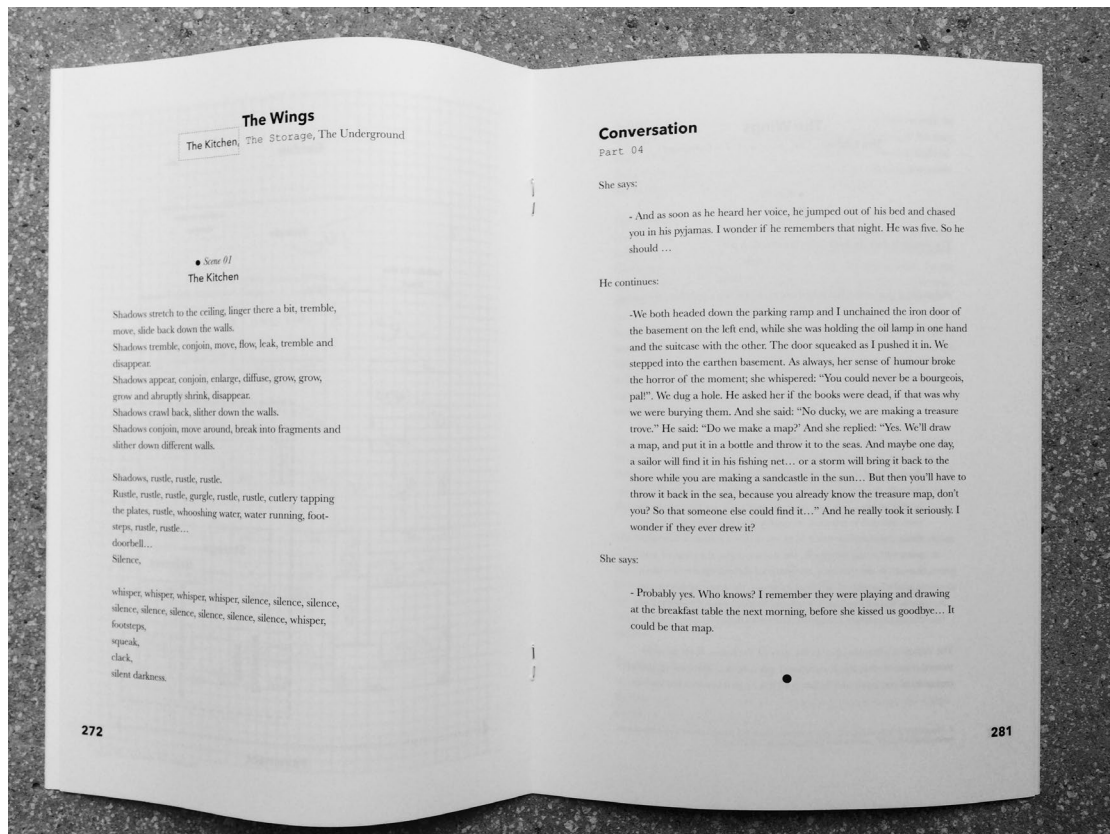 The Wings
The Kitchen, The Storage, The Underground
● Scene 01
The Kitchen
Shadows stretch to the ceiling, linger there a bit, tremble,
move, slide back down the walls.
Shadows tremble, conjoin, move, flow, leak, tremble and
disappear.
Shadows appear, conjoin, enlarge, diffuse, grow, grow,
grow and abruptly shrink, disappear.
Shadows crawl back, slither down the walls.
Shadows conjoin, move around, break into fragments and
slither down different walls.
Shadows, rustle, rustle, rustle.
Rustle, rustle, rustle, gurgle, rustle, rustle, cutlery tapping
the plates, rustle, whooshing water, water running, foot-
steps, rustle, rustle…
doorbell…
Silence,
whisper, whisper, whisper, whisper, silence, silence, silence,
silence, silence, silence, silence, silence, silence, whisper,
footsteps,
squeak,
clack,
silent darkness.
272
Conversation
Part 04
She says:
- And as soon as he heard her voice, he jumped out of his bed and chased
you in his pyjamas. I wonder if he remembers that night. He was five. So he
should …
He continues:
-We both headed down the parking ramp and I unchained the iron door of
the basement on the left end, while she was holding the oil lamp in one hand
and the suitcase with the other. The door squeaked as I pushed it in. We
stepped into the earthen basement. As always, her sense of humour broke
the horror of the moment; she whispered: “You could never be a bourgeois,
pal!”. We dug a hole. He asked her if the books were dead, if that was why
we were burying them. And she said: “No ducky, we are making a treasure
trove.” He said: “Do we make a map?’ And she replied: “Yes. We’ll draw
a map, and put it in a bottle and throw it to the seas. And maybe one day,
a sailor will find it in his fishing net… or a storm will bring it back to the
shore while you are making a sandcastle in the sun… But then you’ll have to
throw it back in the sea, because you already know the treasure map, don’t
you? So that someone else could find it…” And he really took it seriously. I
wonder if they ever drew it?
She says:
- Probably yes. Who knows? I remember they were playing and drawing
at the breakfast table the next morning, before she kissed us goodbye… It
could be that map.
●
281